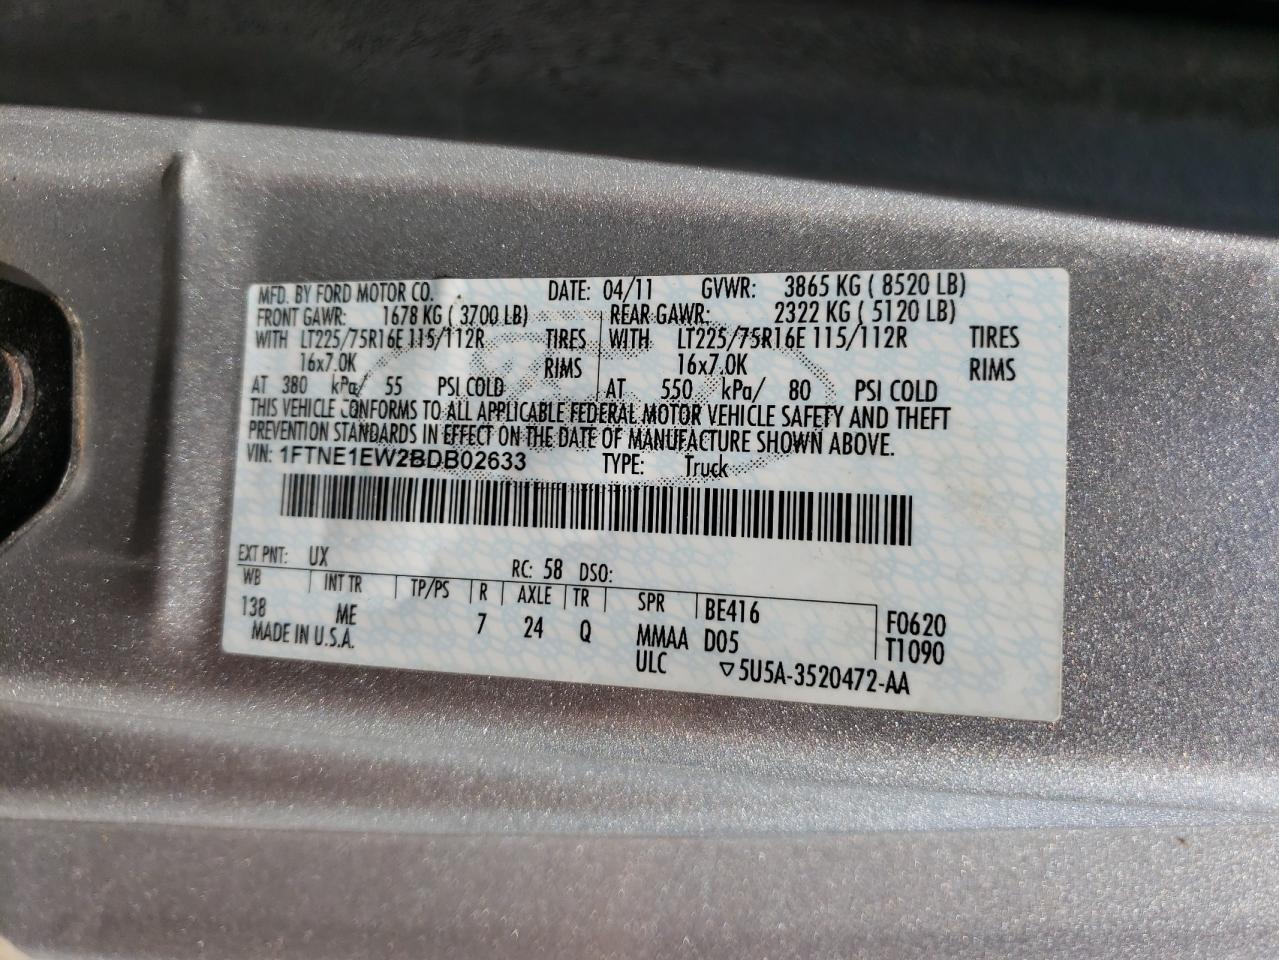 MFD. BY FORD MOTOR CO. DATE: 04/11 GVWR: 3865 KG ( 8520 LB)
FRONT GAWR: 1678 KG ( 3700 LB) REAR GAWR: 2322 KG ( 5120 LB)
WITH LT225/75R16E 115/112R TIRES WITH LT225/75R16E 115/112R TIRES
16x7.0K RIMS 16x7.0K RIMS
AT 380 kPa/ 55 PSI COLD AT 550 kPa/ 80 PSI COLD
THIS VEHICLE CONFORMS TO ALL APPLICABLE FEDERAL MOTOR VEHICLE SAFETY AND THEFT
PREVENTION STANDARDS IN EFFECT ON THE DATE OF MANUFACTURE SHOWN ABOVE.
VIN: 1FTNE1EW2BDB02633 TYPE: Truck
EXT PNT: UX RC: 58 DSO:
WB INT TR TP/PS R AXLE TR SPR BE416 F0620
138 ME 7 24 Q MMAA D05 T1090
MADE IN U.S.A. ULC ▽5U5A-3520472-AA